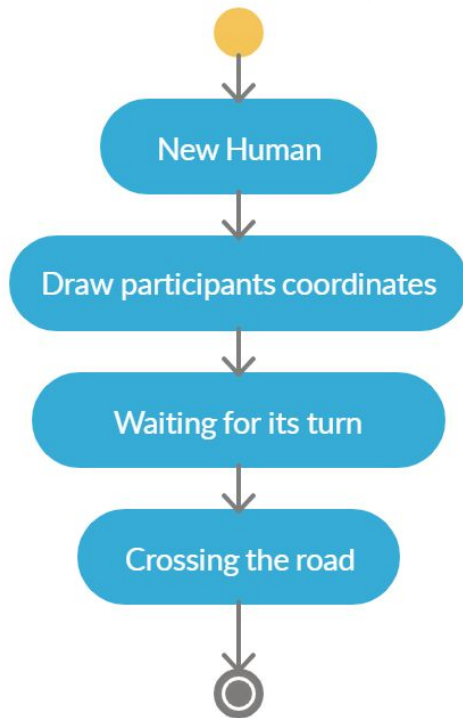 New Human
Draw participants coordinates
Waiting for its turn
Crossing the road